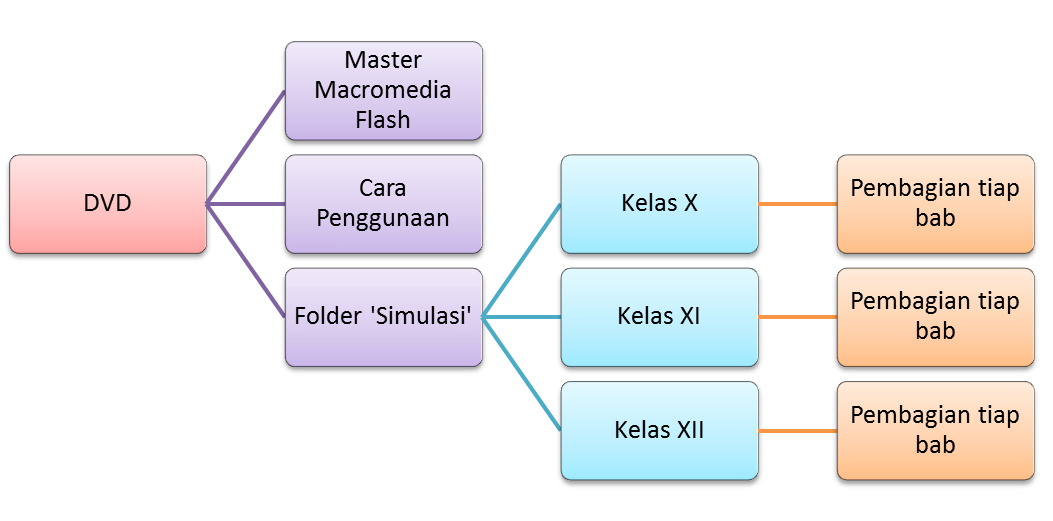 DVD
Master
Macromedia
Flash
Cara
Penggunaan
Folder 'Simulasi'
Kelas X
Pembagian tiap
bab
Kelas XI
Pembagian tiap
bab
Kelas XII
Pembagian tiap
bab